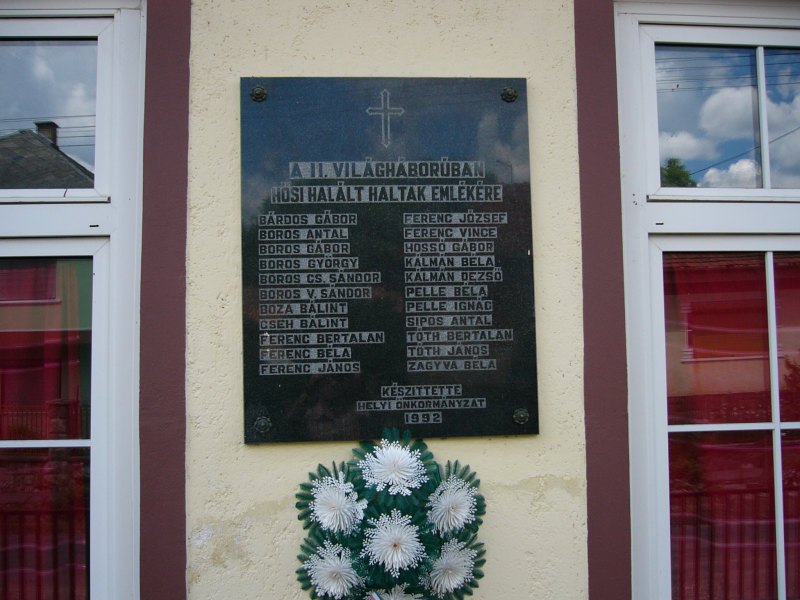 A II. VILÁGHÁBORÚBAN
HŐSI HALÁLT HALTAK EMLÉKÉRE
BÁRDOS GÁBOR
BOROS ANTAL
BOROS GÁBOR
BOROS GYÖRGY
BOROS CS. SÁNDOR
BOROS V. SÁNDOR
BOZA BÁLINT
CSEH BÁLINT
FERENC BERTALAN
FERENC BÉLA
FERENC JÁNOS
FERENC JÓZSEF
FERENC VINCE
HOSSÓ GÁBOR
KÁLMÁN BÉLA
KÁLMÁN DEZSŐ
PELLE BÉLA
PELLE IGNÁC
SIPOS ANTAL
TÓTH BERTALAN
TÓTH JÁNOS
ZAGYVA BÉLA
KÉSZITTETTE
HELYI ÖNKORMÁNYZAT
1992